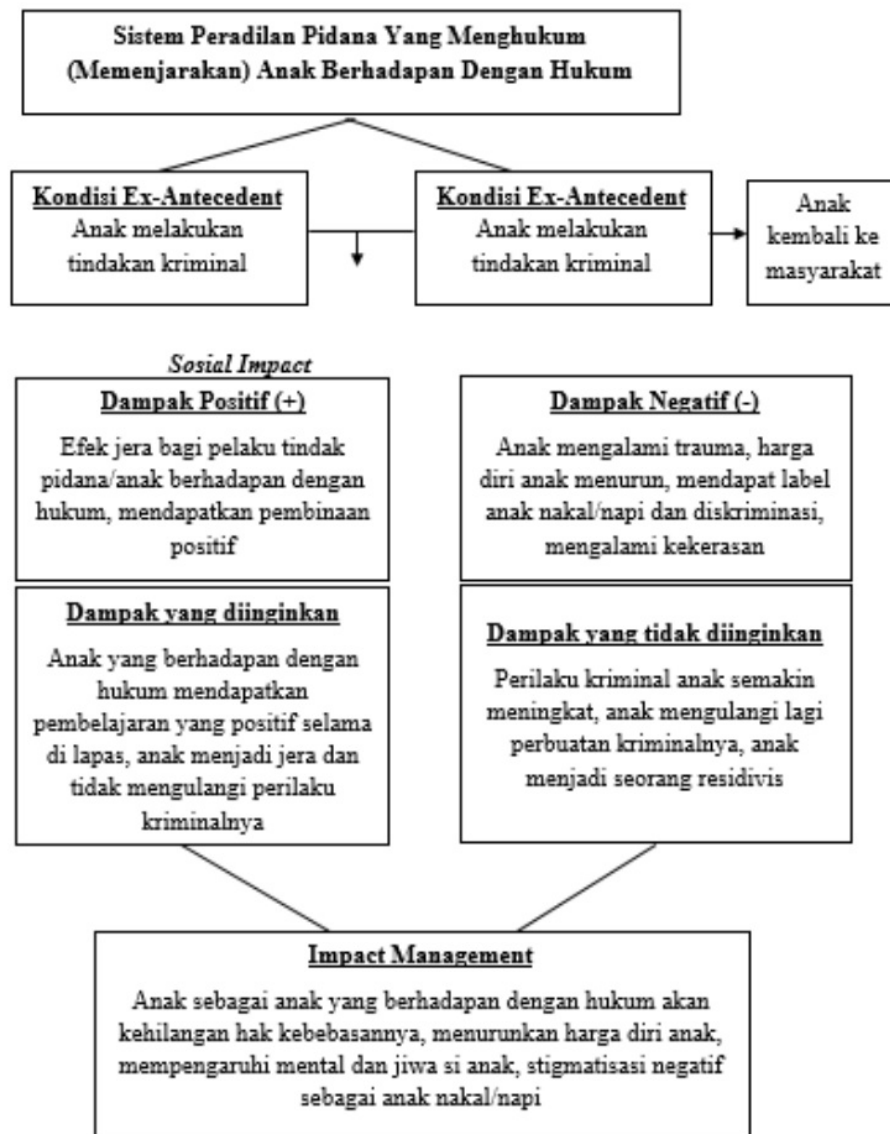 Sistem Peradilan Pidana Yang Menghukum
(Memenjarakan) Anak Berhadapan Dengan Hukum
Kondisi Ex-Antecedent
Anak melakukan
tindakan kriminal
Kondisi Ex-Antecedent
Anak melakukan
tindakan kriminal
Anak
kembali ke
masyarakat
Sosial Impact
Dampak Positif (+)
Efek jera bagi pelaku tindak
pidana/anak berhadapan dengan
hukum, mendapatkan pembinaan
positif
Dampak yang diinginkan
Anak yang berhadapan dengan
hukum mendapatkan
pembelajaran yang positif selama
di lapas, anak menjadi jera dan
tidak mengulangi perilaku
kriminalnya
Dampak Negatif (-)
Anak mengalami trauma, harga
diri anak menurun, mendapat label
anak nakal/napi dan diskriminasi,
mengalami kekerasan
Dampak yang tidak diinginkan
Perilaku kriminal anak semakin
meningkat, anak mengulangi lagi
perbuatan kriminalnya, anak
menjadi seorang residivis
Impact Management
Anak sebagai anak yang berhadapan dengan hukum akan
kehilangan hak kebebasannya, menurunkan harga diri anak,
mempengaruhi mental dan jiwa si anak, stigmatisasi negatif
sebagai anak nakal/napi